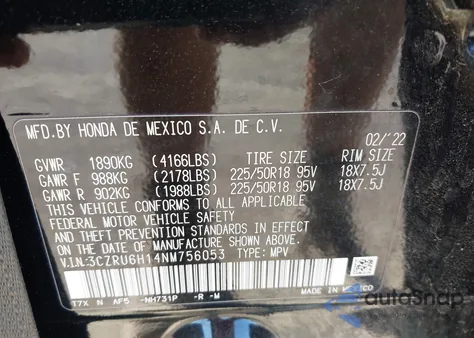 MFD.BY HONDA DE MEXICO S.A. DE C.V.
02/'22
GVWR 1890KG (4166LBS) TIRE SIZE RIM SIZE
GAWR F 988KG (2178LBS) 225/50R18 95V 18X7.5J
GAWR R 902KG (1988LBS) 225/50R18 95V 18X7.5J
THIS VEHICLE CONFORMS TO ALL APPLICABLE
FEDERAL MOTOR VEHICLE SAFETY
AND THEFT PREVENTION STANDARDS IN EFFECT
ON THE DATE OF MANUFACTURE SHOWN ABOVE.
V.I.N.:3CZRU6H14NM756053 TYPE: MPV
T7X N AF5 -NH731P -R -M MADE IN MEXICO
autoSnap